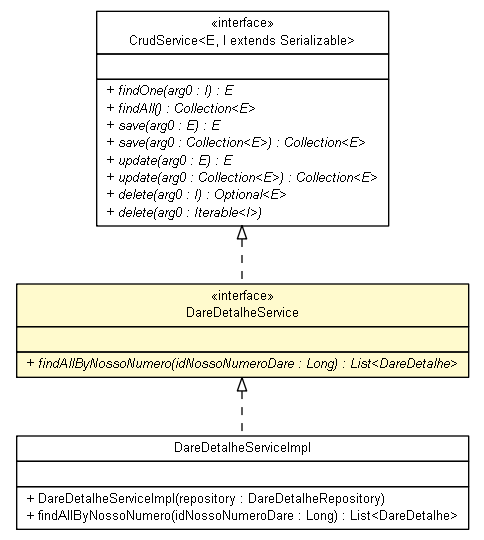 «interface»
CrudService<E, I extends Serializable>
+ findOne(arg0 : I) : E
+ findAll() : Collection<E>
+ save(arg0 : E) : E
+ save(arg0 : Collection<E>) : Collection<E>
+ update(arg0 : E) : E
+ update(arg0 : Collection<E>) : Collection<E>
+ delete(arg0 : I) : Optional<E>
+ delete(arg0 : Iterable<I>)
«interface»
DareDetalheService
+ findAllByNossoNumero(idNossoNumeroDare : Long) : List<DareDetalhe>
DareDetalheServiceImpl
+ DareDetalheServiceImpl(repository : DareDetalheRepository)
+ findAllByNossoNumero(idNossoNumeroDare : Long) : List<DareDetalhe>